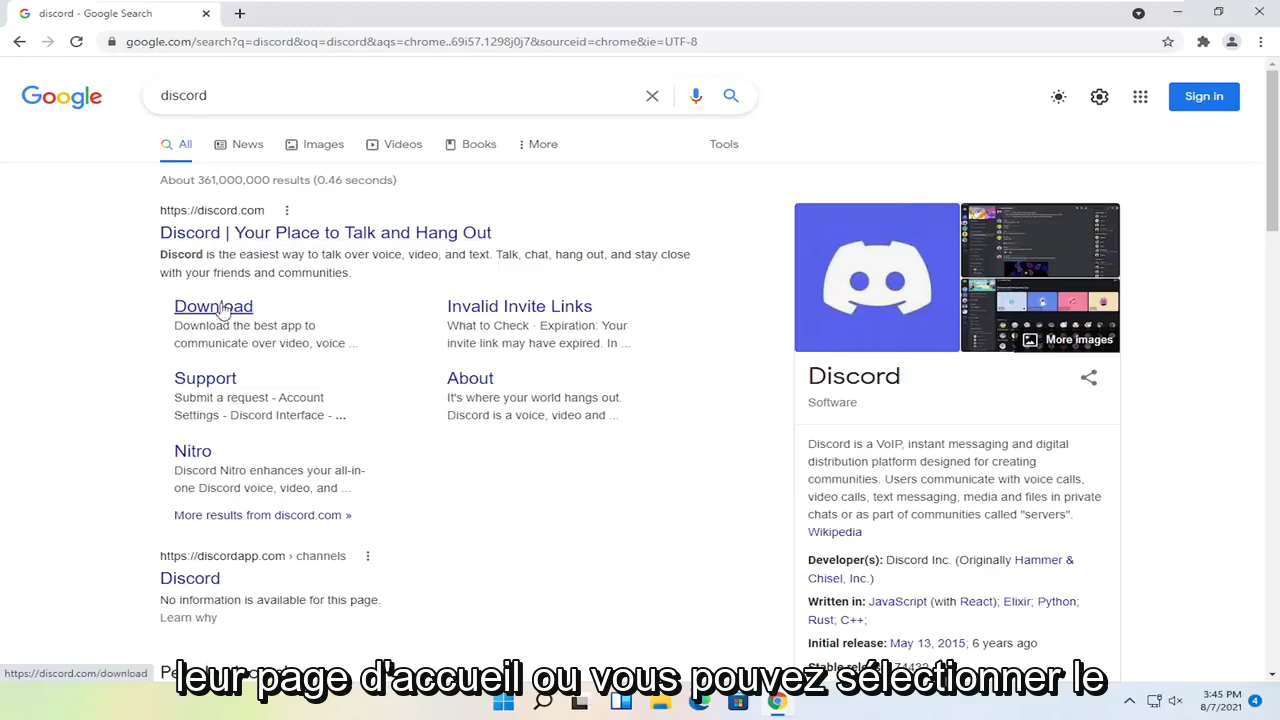 discord - Google Search
google.com/search?q=discord&oq=discord&aqs=chrome..69i57.1298j0j7&sourceid=chrome&ie=UTF-8
Google
discord
Sign in
All
News
Images
Videos
Books
More
Tools
About 361,000,000 results (0.46 seconds)
https://discord.com
Discord | Your Place to Talk and Hang Out
Discord is the easiest way to talk over voice, video, and text. Talk, chat, hang out, and stay close
with your friends and communities.
Download
Download the best app to
communicate over video, voice ...
Invalid Invite Links
What to Check · Expiration: Your
invite link may have expired. In ...
Support
Submit a request - Account
Settings - Discord Interface - ...
About
It's where your world hangs out.
Discord is a voice, video and ...
Nitro
Discord Nitro enhances your all-in-
one Discord voice, video, and ...
More results from discord.com »
https://discordapp.com › channels
Discord
No information is available for this page.
Learn why
More images
Discord
Software
Discord is a VoIP, instant messaging and digital
distribution platform designed for creating
communities. Users communicate with voice calls,
video calls, text messaging, media and files in private
chats or as part of communities called "servers".
Wikipedia
Developer(s): Discord Inc. (Originally Hammer &
Chisel, Inc.)
Written in: JavaScript (with React); Elixir; Python;
Rust; C++;
Initial release: May 13, 2015; 6 years ago
https://discord.com/download
leur page d'accueil ou vous pouvez sélectionner le
3:45 PM
8/7/2021
4